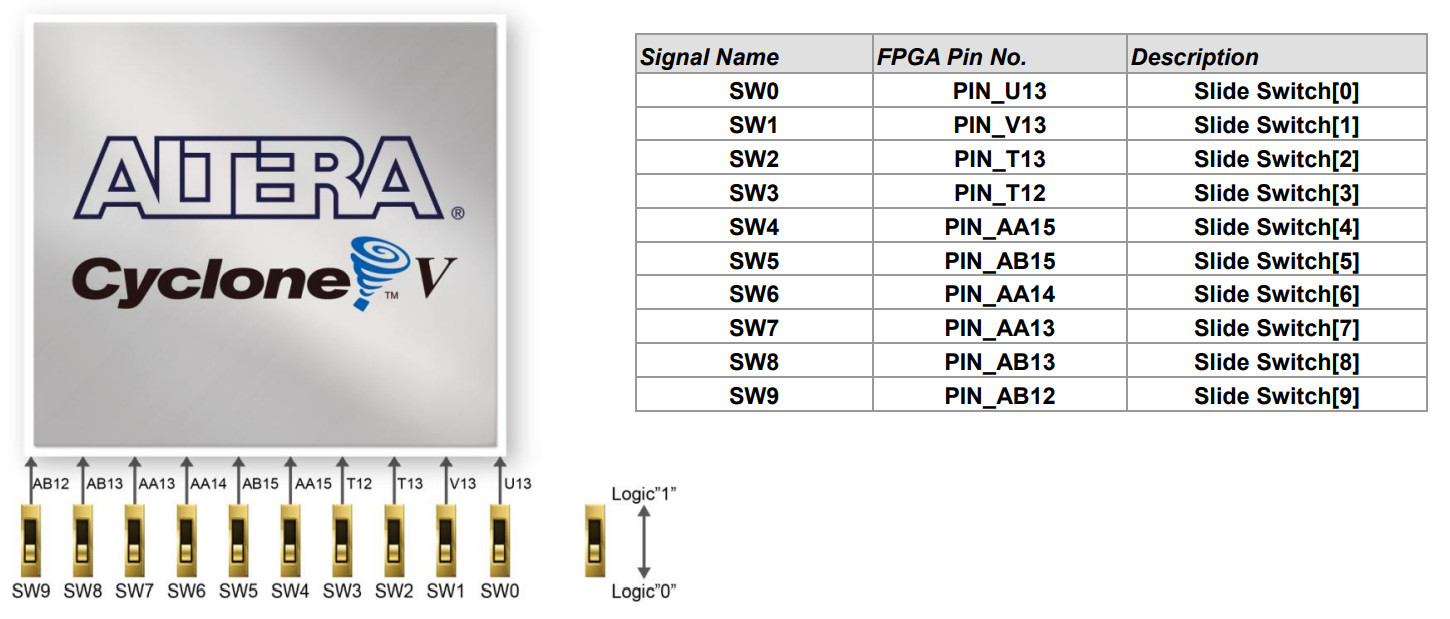 ALTERA®
Cyclone™ V
AB12 AB13 AA13 AA14 AB15 AA15 T12 T13 V13 U13
SW9 SW8 SW7 SW6 SW5 SW4 SW3 SW2 SW1 SW0
Logic”1”
Logic”0”
Signal Name FPGA Pin No. Description
SW0 PIN_U13 Slide Switch[0]
SW1 PIN_V13 Slide Switch[1]
SW2 PIN_T13 Slide Switch[2]
SW3 PIN_T12 Slide Switch[3]
SW4 PIN_AA15 Slide Switch[4]
SW5 PIN_AB15 Slide Switch[5]
SW6 PIN_AA14 Slide Switch[6]
SW7 PIN_AA13 Slide Switch[7]
SW8 PIN_AB13 Slide Switch[8]
SW9 PIN_AB12 Slide Switch[9]